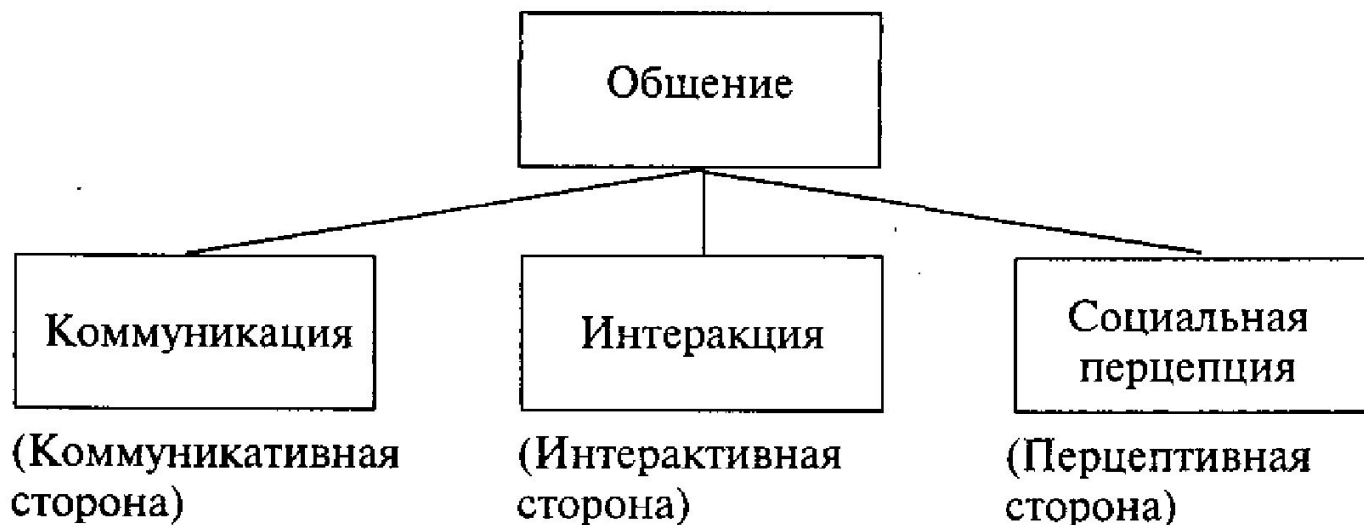 Общение
Коммуникация
Интеракция
Социальная
перцепция
(Коммуникативная
сторона)
(Интерактивная
сторона)
(Перцептивная
сторона)